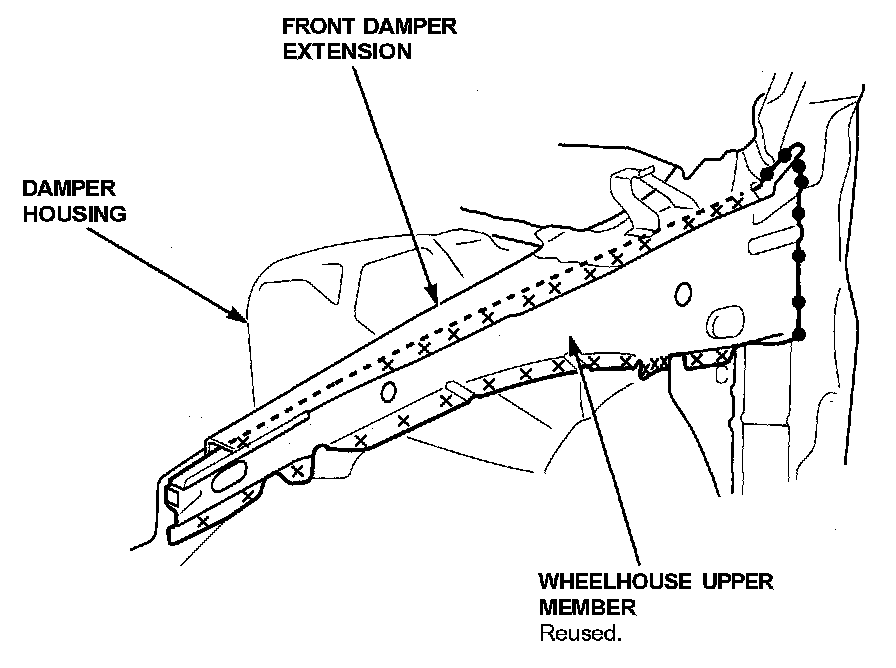 FRONT DAMPER
EXTENSION
DAMPER
HOUSING
WHEELHOUSE UPPER
MEMBER
Reused.